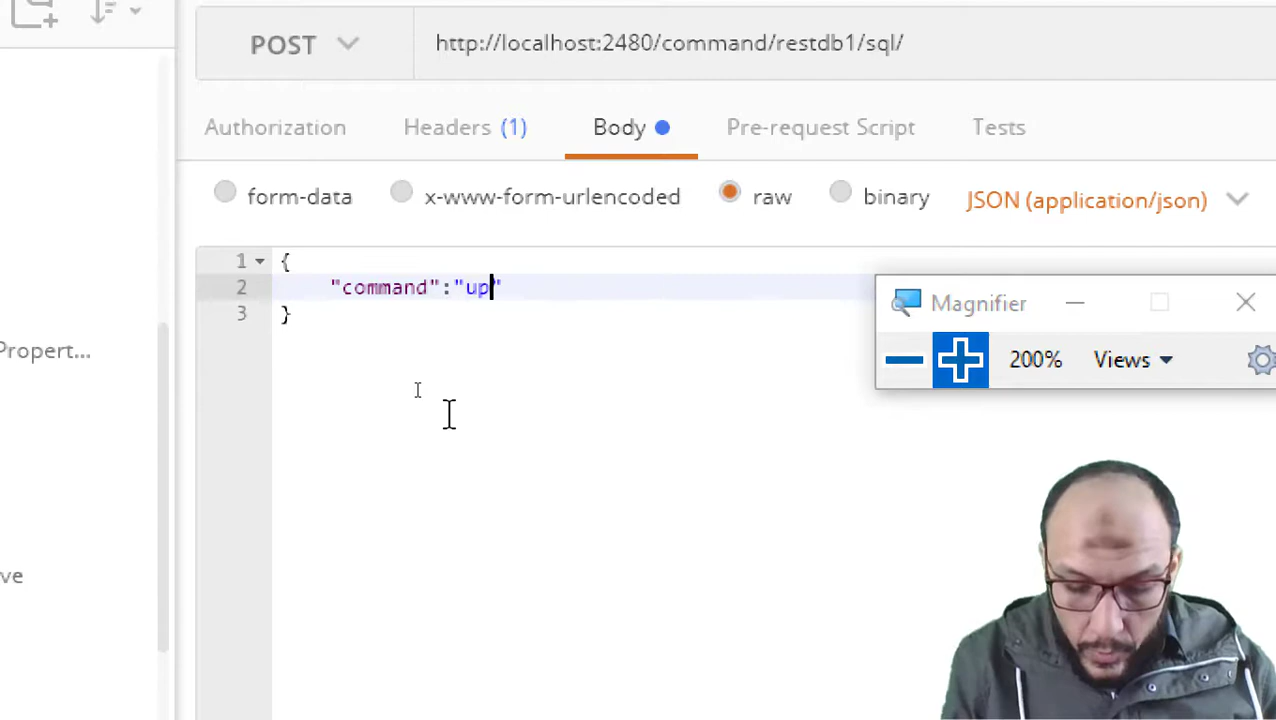 POST
http://localhost:2480/command/restdb1/sql/
Authorization Headers (1) Body Pre-request Script Tests
form-data x-www-form-urlencoded raw binary JSON (application/json)
1 {
2 "command":"up"
3 }
Magnifier
200% Views
Propert...
ve